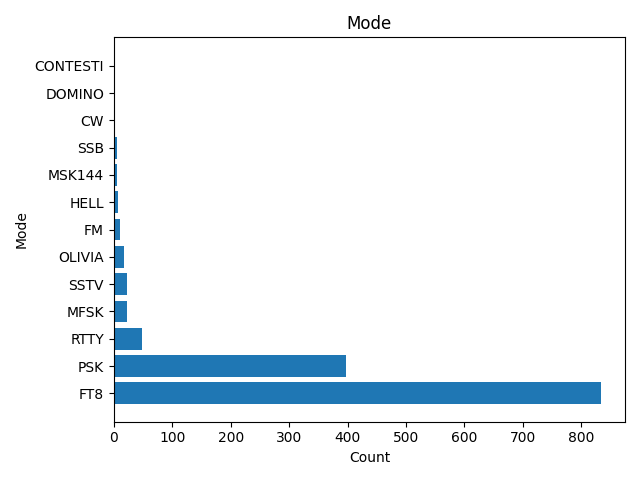 Mode
CONTESTI
DOMINO
CW
SSB
MSK144
HELL
FM
OLIVIA
SSTV
MFSK
RTTY
PSK
FT8
Mode
0 100 200 300 400 500 600 700 800
Count